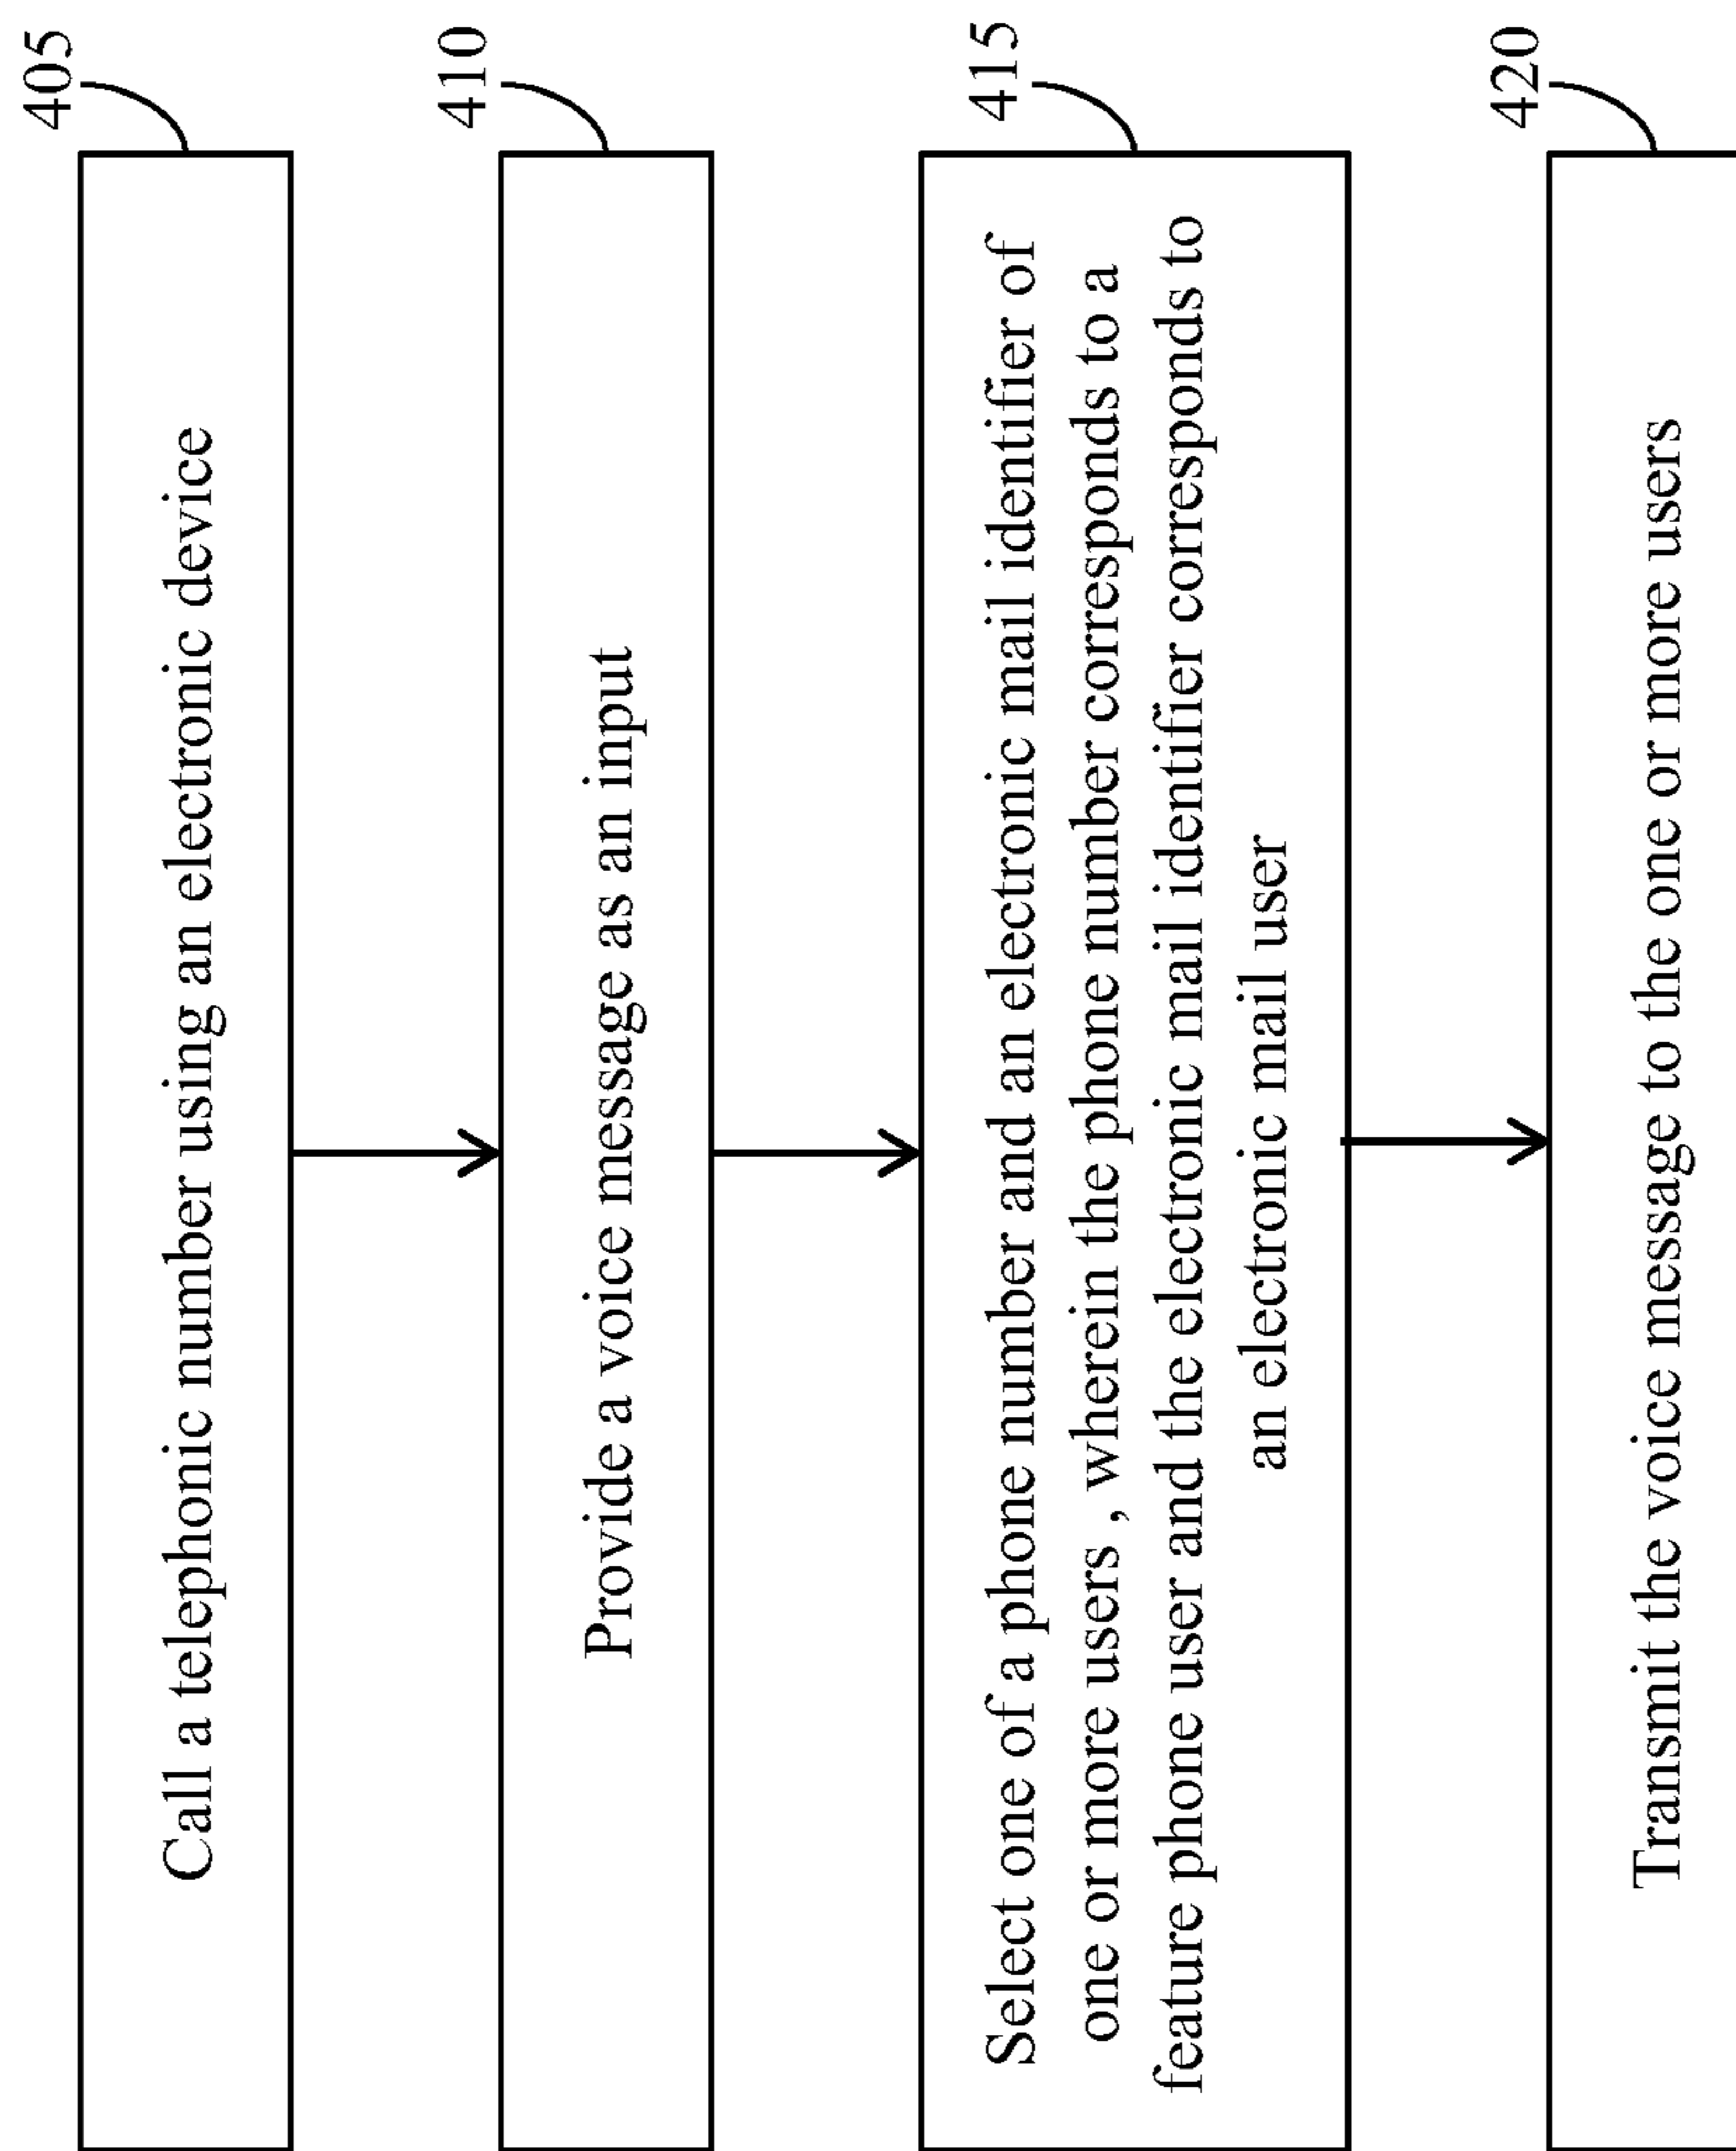 405
Call a telephonic number using an electronic device
410
Provide a voice message as an input
415
Select one of a phone number and an electronic mail identifier of
one or more users , wherein the phone number corresponds to a
feature phone user and the electronic mail identifier corresponds to
an electronic mail user
420
Transmit the voice message to the one or more users